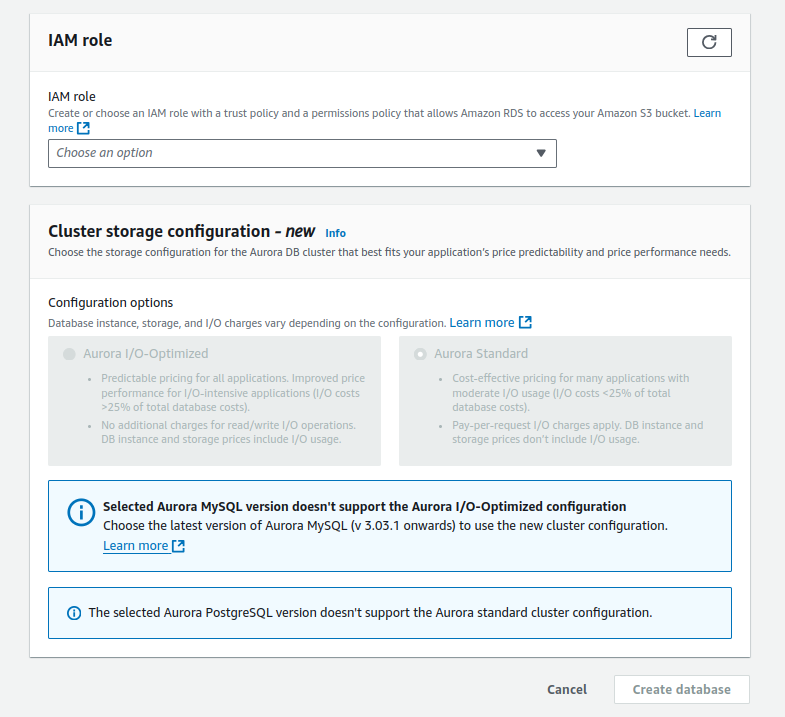 IAM role
IAM role
Create or choose an IAM role with a trust policy and a permissions policy that allows Amazon RDS to access your Amazon S3 bucket. Learn
more
Choose an option
Cluster storage configuration - new Info
Choose the storage configuration for the Aurora DB cluster that best fits your application's price predictability and price performance needs.
Configuration options
Database instance, storage, and I/O charges vary depending on the configuration. Learn more
Aurora I/O-Optimized
• Predictable pricing for all applications. Improved price
performance for I/O-intensive applications (I/O costs
>25% of total database costs).
• No additional charges for read/write I/O operations.
DB instance and storage prices include I/O usage.
Aurora Standard
• Cost-effective pricing for many applications with
moderate I/O usage (I/O costs <25% of total
database costs).
• Pay-per-request I/O charges apply. DB instance and
storage prices don't include I/O usage.
Selected Aurora MySQL version doesn't support the Aurora I/O-Optimized configuration
Choose the latest version of Aurora MySQL (v 3.03.1 onwards) to use the new cluster configuration.
Learn more
The selected Aurora PostgreSQL version doesn't support the Aurora standard cluster configuration.
Cancel
Create database